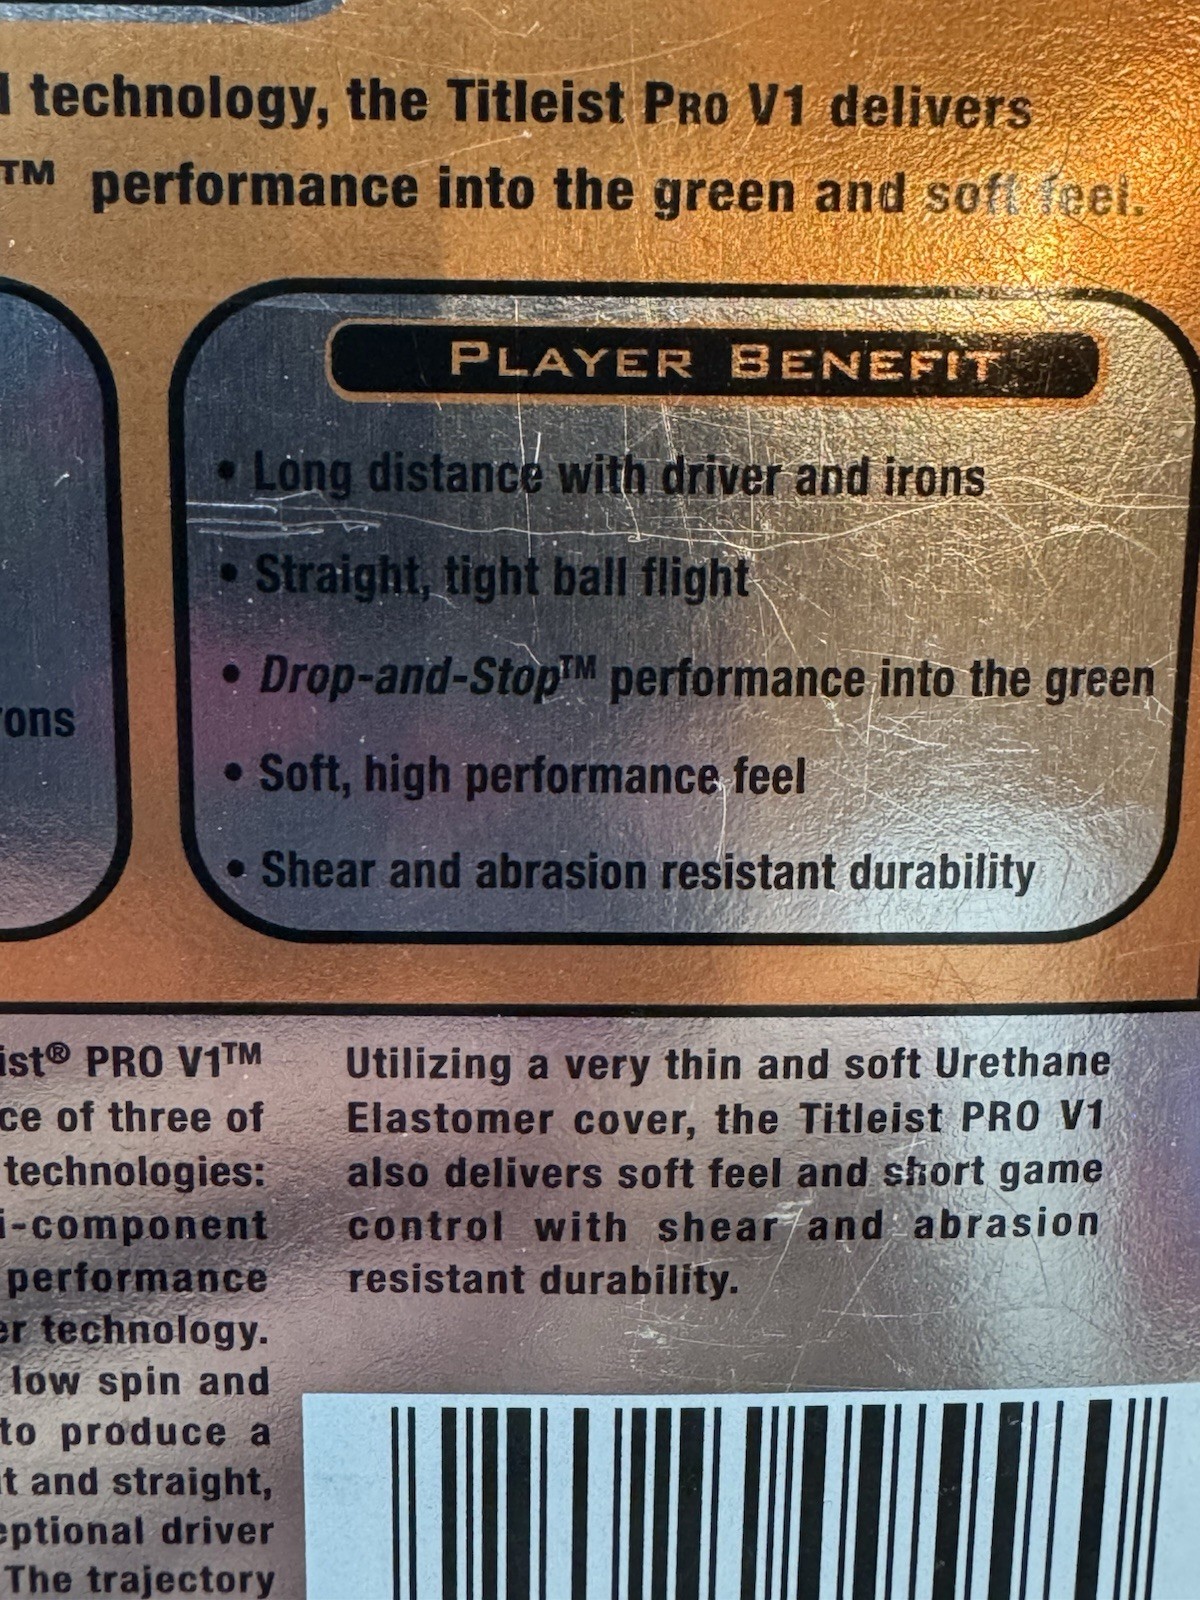 technology, the Titleist PRO V1 delivers
™ performance into the green and soft feel.
PLAYER BENEFIT
• Long distance with driver and irons
• Straight, tight ball flight
• Drop-and-Stop™ performance into the green
• Soft, high performance feel
• Shear and abrasion resistant durability
rons
ist® PRO V1™
ce of three of
technologies:
i-component
performance
er technology.
low spin and
to produce a
t and straight,
eptional driver
The trajectory
Utilizing a very thin and soft Urethane
Elastomer cover, the Titleist PRO V1
also delivers soft feel and short game
control with shear and abrasion
resistant durability.